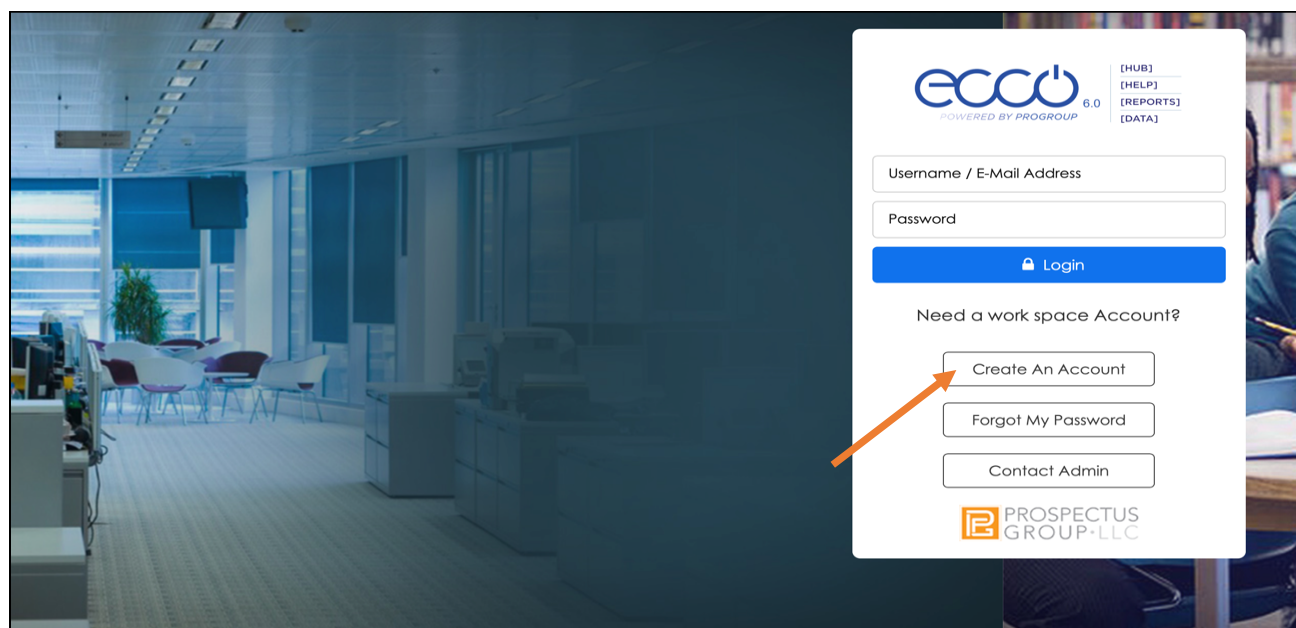 ecco
6.0
POWERED BY PROGROUP
[HUB]
[HELP]
[REPORTS]
[DATA]
Username / E-Mail Address
Password
Login
Need a work space Account?
Create An Account
Forgot My Password
Contact Admin
PG
PROSPECTUS
GROUP·LLC